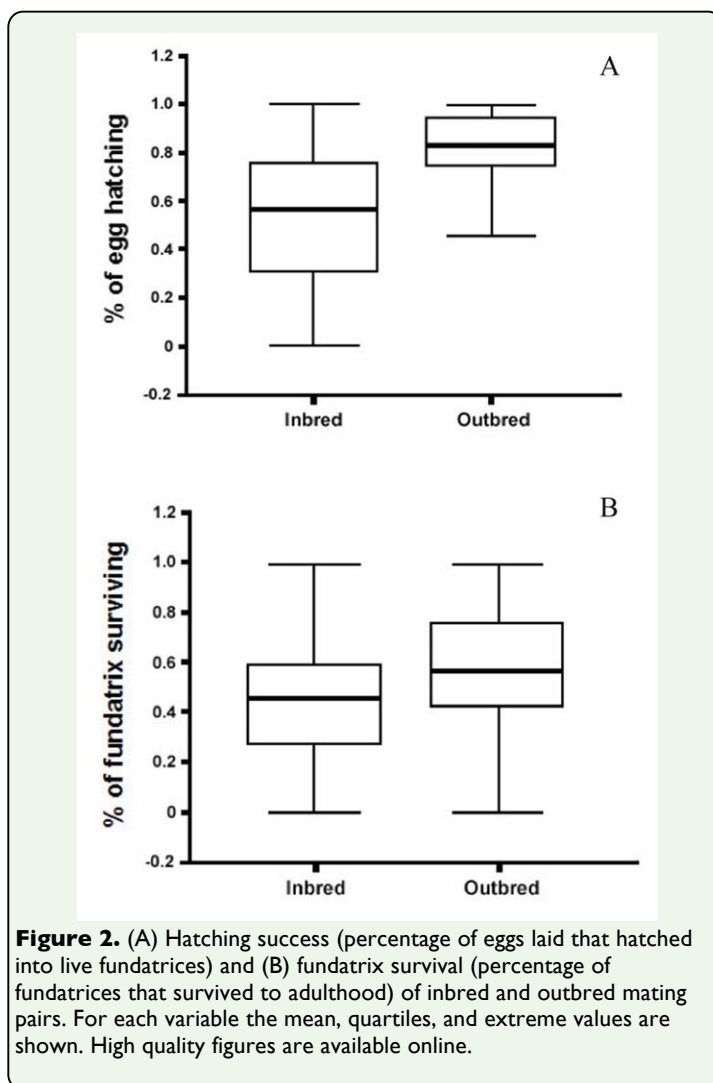 A
1.2
1.0
0.8
0.6
0.4
0.2
0
-0.2
% of egg hatching
Inbred Outbred
B
1.2
1.0
0.8
0.6
0.4
0.2
0
-0.2
% of fundatrix surviving
Inbred Outbred
Figure 2. (A) Hatching success (percentage of eggs laid that hatched
into live fundatrices) and (B) fundatrix survival (percentage of
fundatrices that survived to adulthood) of inbred and outbred mating
pairs. For each variable the mean, quartiles, and extreme values are
shown. High quality figures are available online.